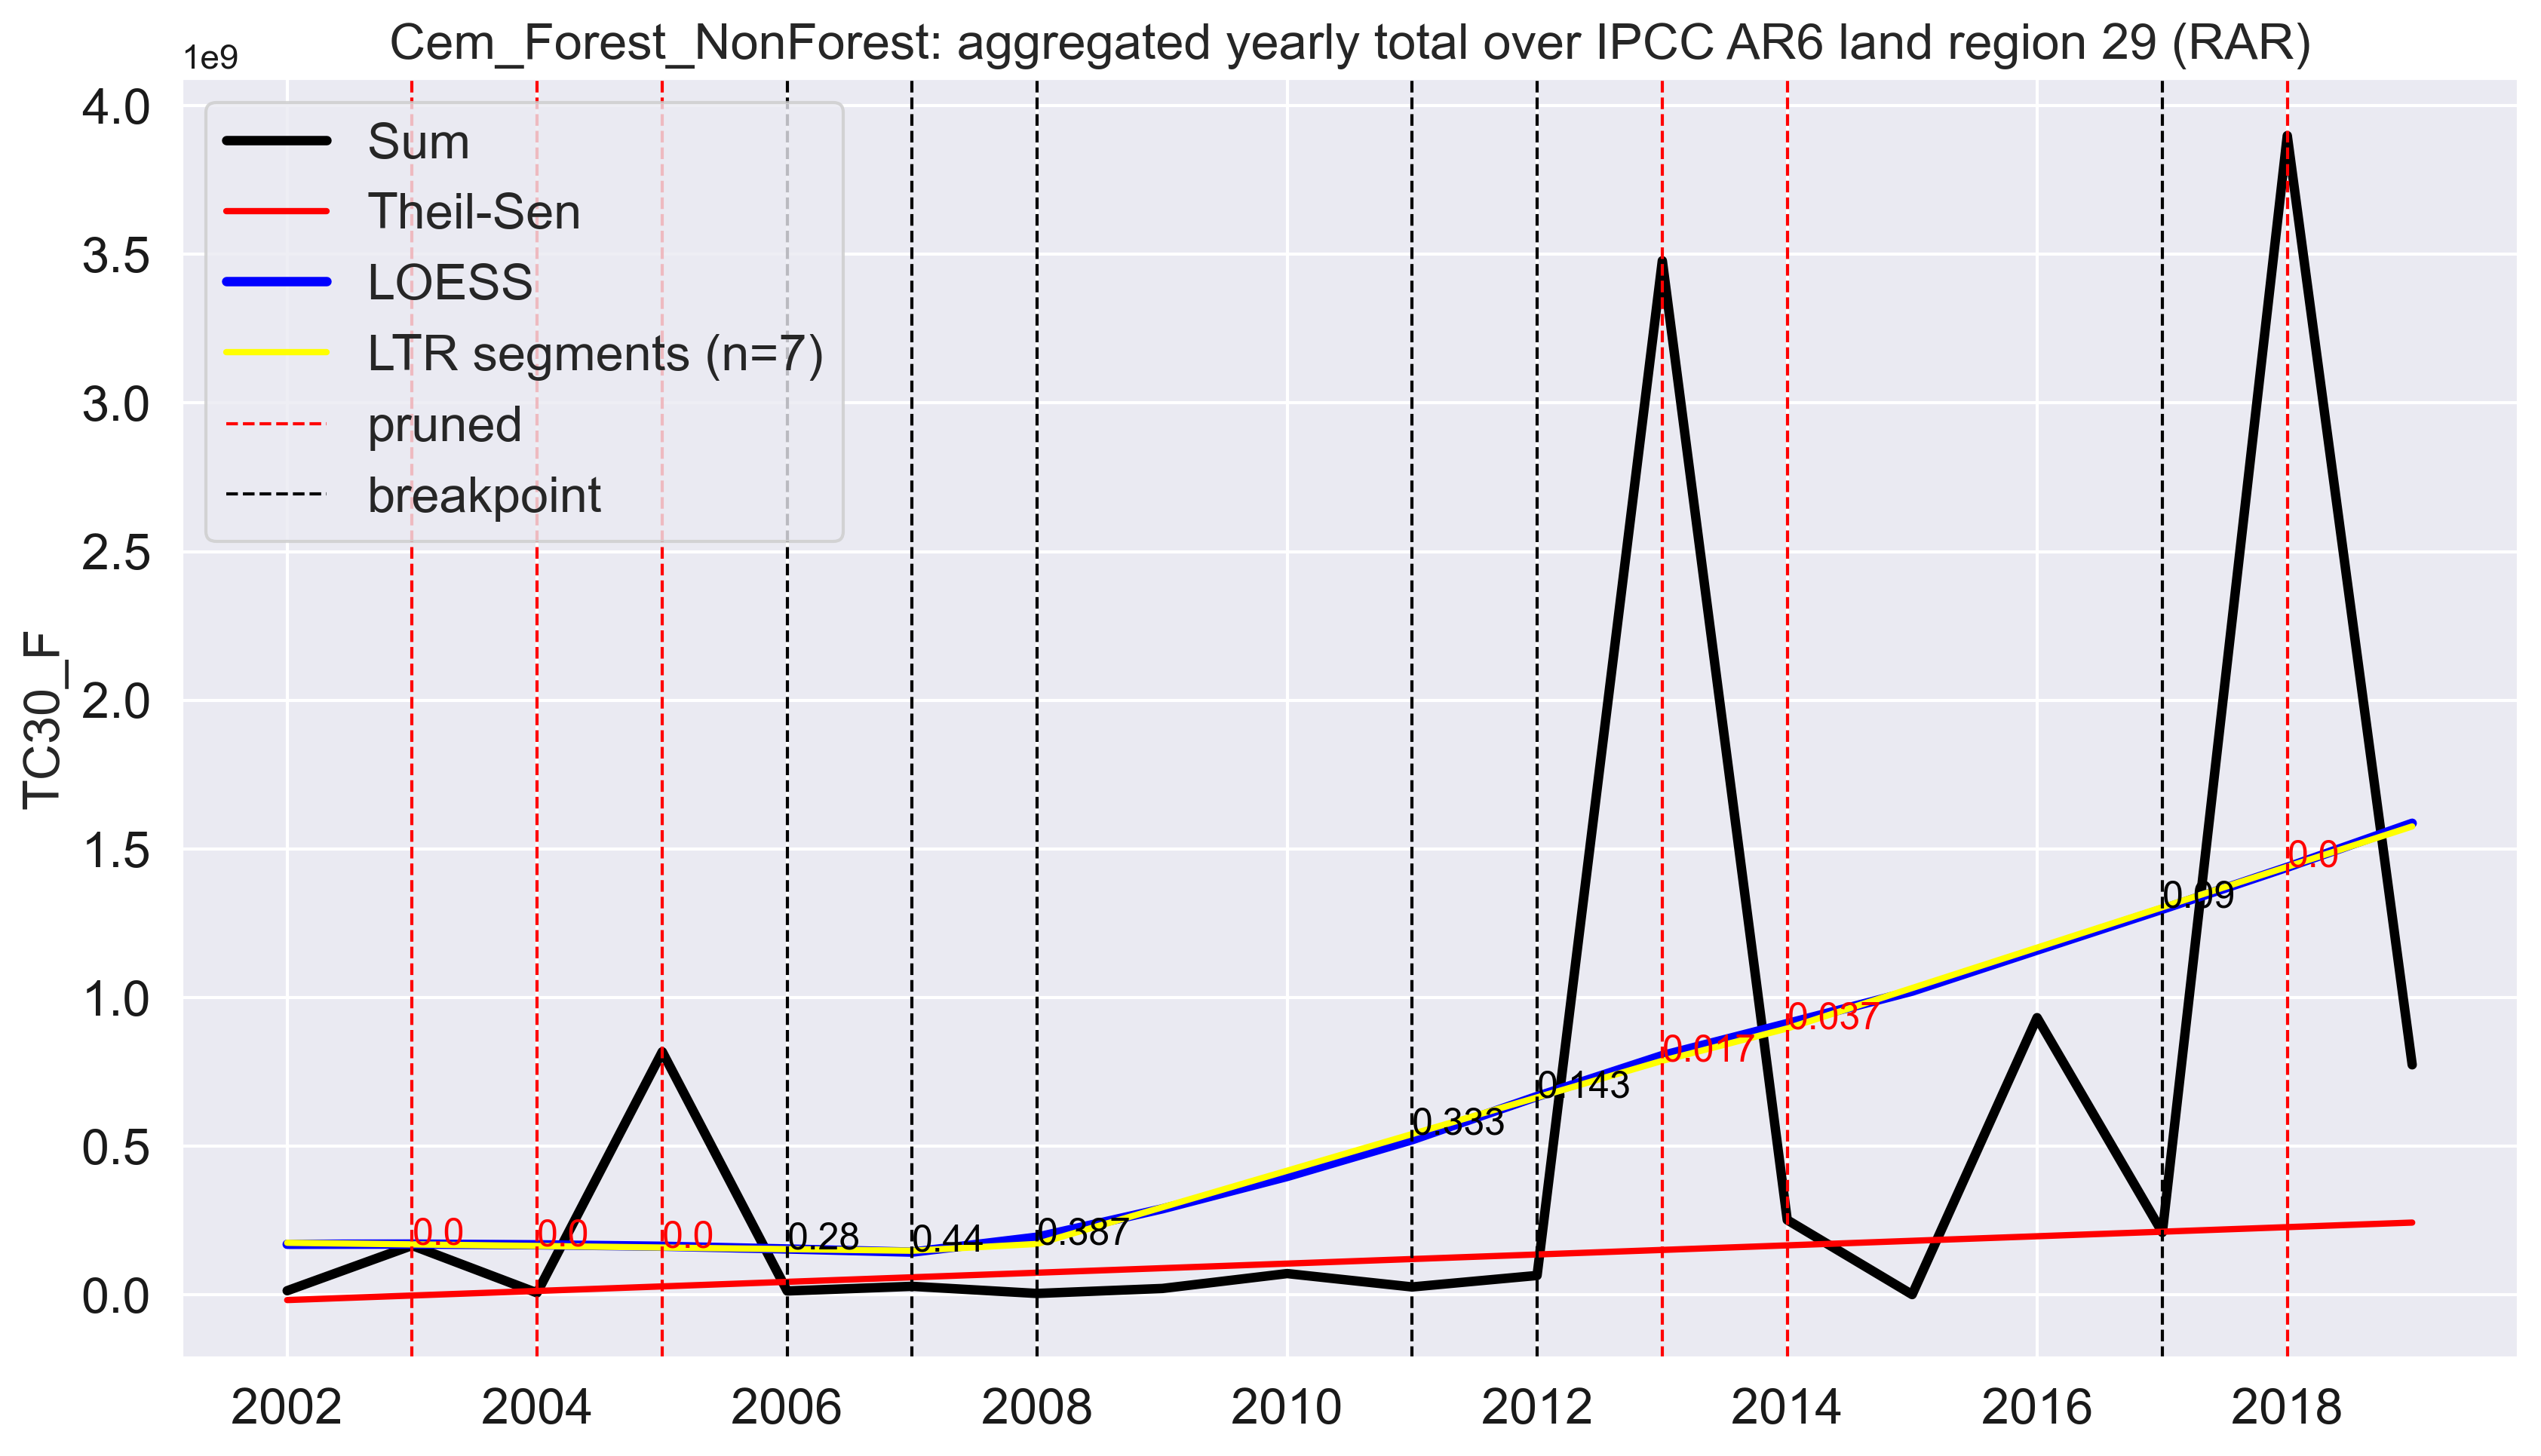 Cem_Forest_NonForest: aggregated yearly total over IPCC AR6 land region 29 (RAR)
1e9
4.0
3.5
3.0
2.5
2.0
1.5
1.0
0.5
0.0
TC30_F
Sum
Theil-Sen
LOESS
LTR segments (n=7)
pruned
breakpoint
0.0
0.0
0.0
0.28
0.44
0.387
0.333
0.143
0.017
0.037
0.09
0.0
2002 2004 2006 2008 2010 2012 2014 2016 2018